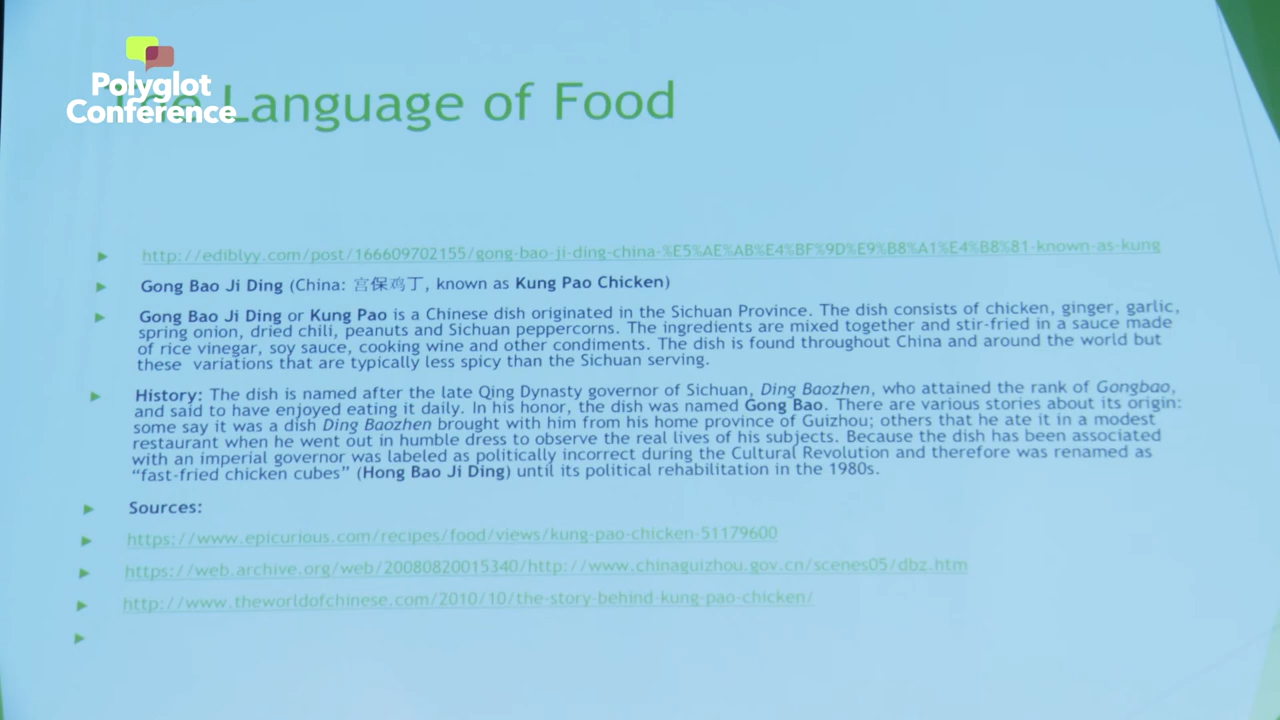 Polyglot
Conference
The Language of Food
http://ediblyy.com/post/166609702155/gong-bao-ji-ding-china-%E5%AE%AB%E4%BF%9D%E9%B8%A1%E4%B8%81-known-as-kung
Gong Bao Ji Ding (China: 宫保鸡丁, known as Kung Pao Chicken)
Gong Bao Ji Ding or Kung Pao is a Chinese dish originated in the Sichuan Province. The dish consists of chicken, ginger, garlic,
spring onion, dried chili, peanuts and Sichuan peppercorns. The ingredients are mixed together and stir-fried in a sauce made
of rice vinegar, soy sauce, cooking wine and other condiments. The dish is found throughout China and around the world but
these variations that are typically less spicy than the Sichuan serving.
History: The dish is named after the late Qing Dynasty governor of Sichuan, Ding Baozhen, who attained the rank of Gongbao,
and said to have enjoyed eating it daily. In his honor, the dish was named Gong Bao. There are various stories about its origin:
some say it was a dish Ding Baozhen brought with him from his home province of Guizhou; others that he ate it in a modest
restaurant when he went out in humble dress to observe the real lives of his subjects. Because the dish has been associated
with an imperial governor was labeled as politically incorrect during the Cultural Revolution and therefore was renamed as
“fast-fried chicken cubes” (Hong Bao Ji Ding) until its political rehabilitation in the 1980s.
Sources:
https://www.epicurious.com/recipes/food/views/kung-pao-chicken-51179600
https://web.archive.org/web/20080820015340/http://www.chinaguizhou.gov.cn/scenes05/dbz.htm
http://www.theworldofchinese.com/2010/10/the-story-behind-kung-pao-chicken/